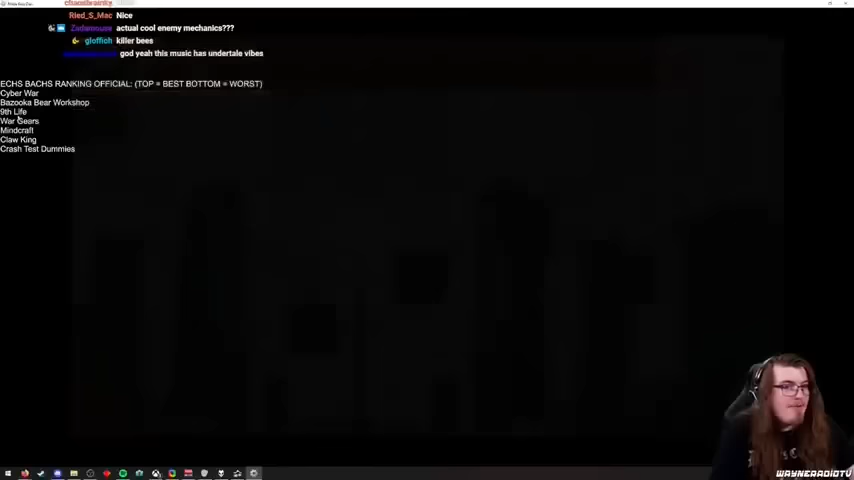 chaosbrainty
Ried_S_Mac Nice
Zadamouse actual cool enemy mechanics???
gloffich killer bees
god yeah this music has undertale vibes
ECHS BACHS RANKING OFFICIAL: (TOP = BEST BOTTOM = WORST)
Cyber War
Bazooka Bear Workshop
9th Life
War Gears
Mindcraft
Claw King
Crash Test Dummies
WAYNERADIOTV